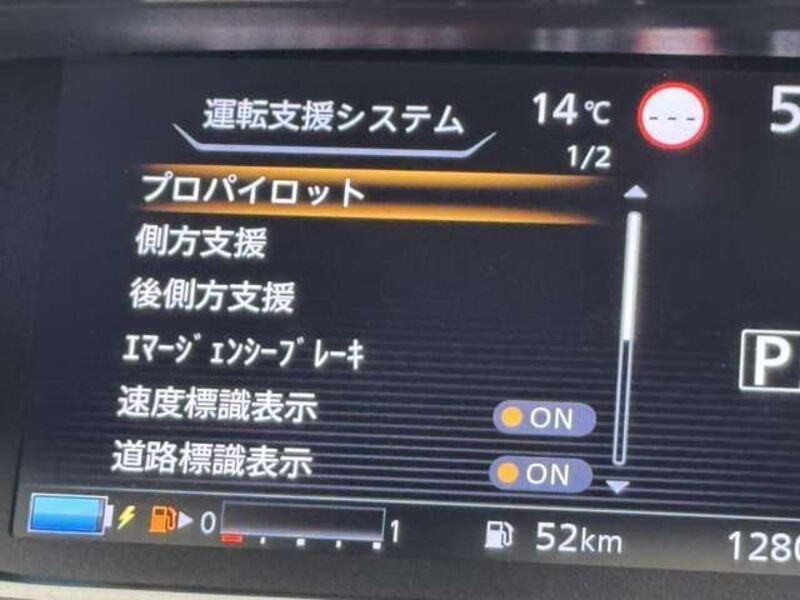 運転支援システム
14℃
---
5
1/2
プロパイロット
側方支援
後側方支援
ｴﾏｰｼﾞｪﾝｼｰﾌﾞﾚｰｷ
P
速度標識表示 ON
道路標識表示 ON
0 1
52km
1280